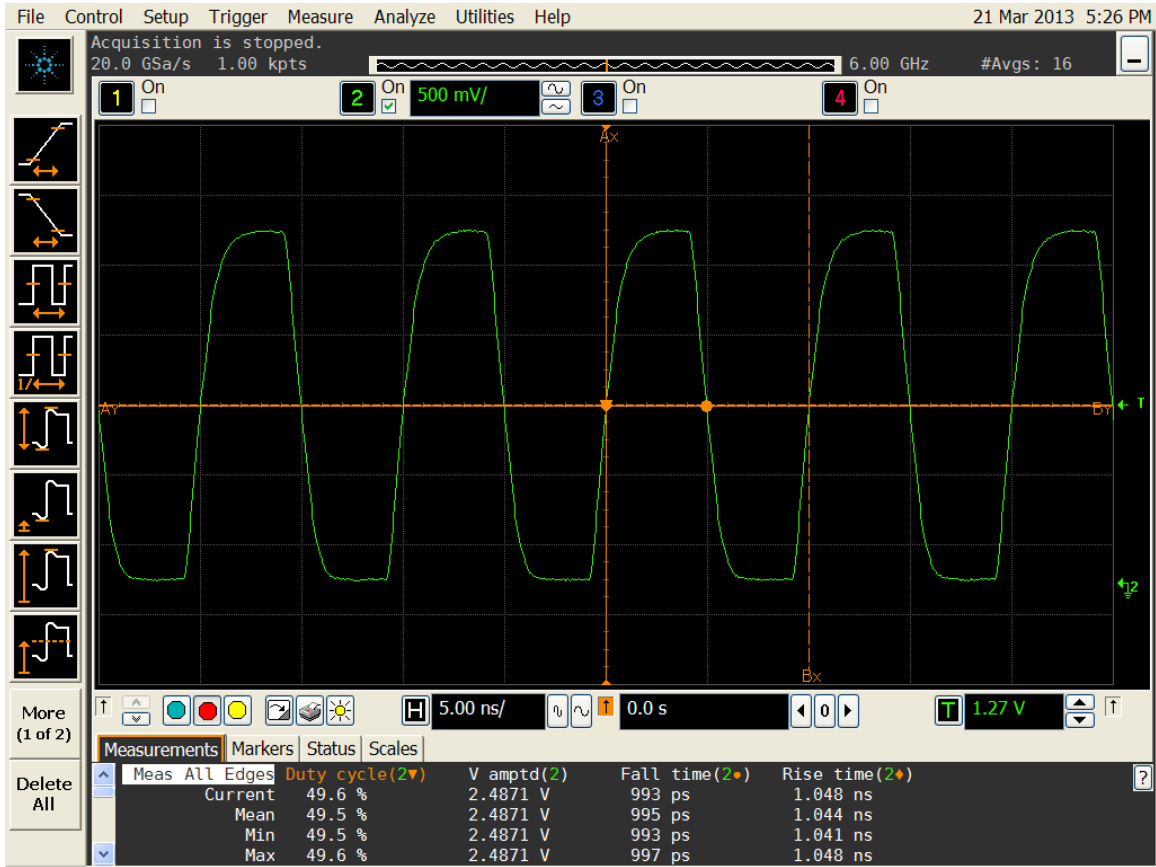 File Control Setup Trigger Measure Analyze Utilities Help 21 Mar 2013 5:26 PM
Acquisition is stopped.
20.0 GSa/s 1.00 kpts 6.00 GHz #Avgs: 16
1 On 2 On 500 mV/ 3 On 4 On
Ax
AY BY T
1/
2
Bx
More
(1 of 2)
H 5.00 ns/ 0.0 s 0 T 1.27 V
Measurements Markers Status Scales
Delete
All
Meas All Edges Duty cycle(2▼) V amptd(2) Fall time(2●) Rise time(2♦) ?
Current 49.6 % 2.4871 V 993 ps 1.048 ns
Mean 49.5 % 2.4871 V 995 ps 1.044 ns
Min 49.5 % 2.4871 V 993 ps 1.041 ns
Max 49.6 % 2.4871 V 997 ps 1.048 ns